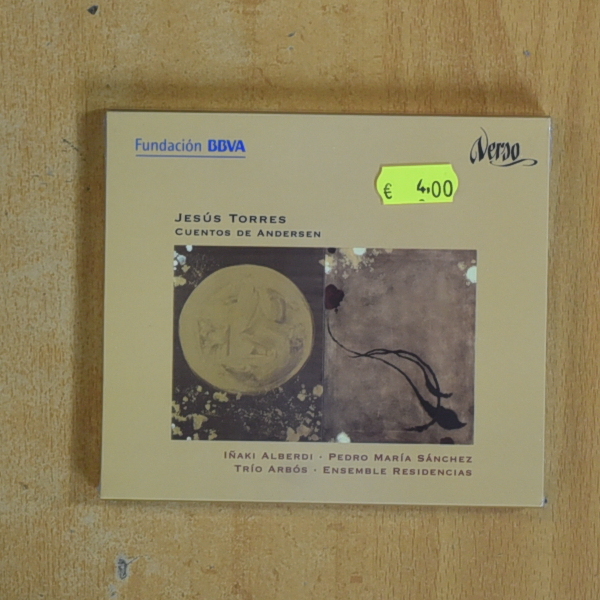 Fundación BBVA
Verso
€ 4.00
JESÚS TORRES
CUENTOS DE ANDERSEN
IÑAKI ALBERDI · PEDRO MARÍA SÁNCHEZ
TRÍO ARBÓS · ENSEMBLE RESIDENCIAS